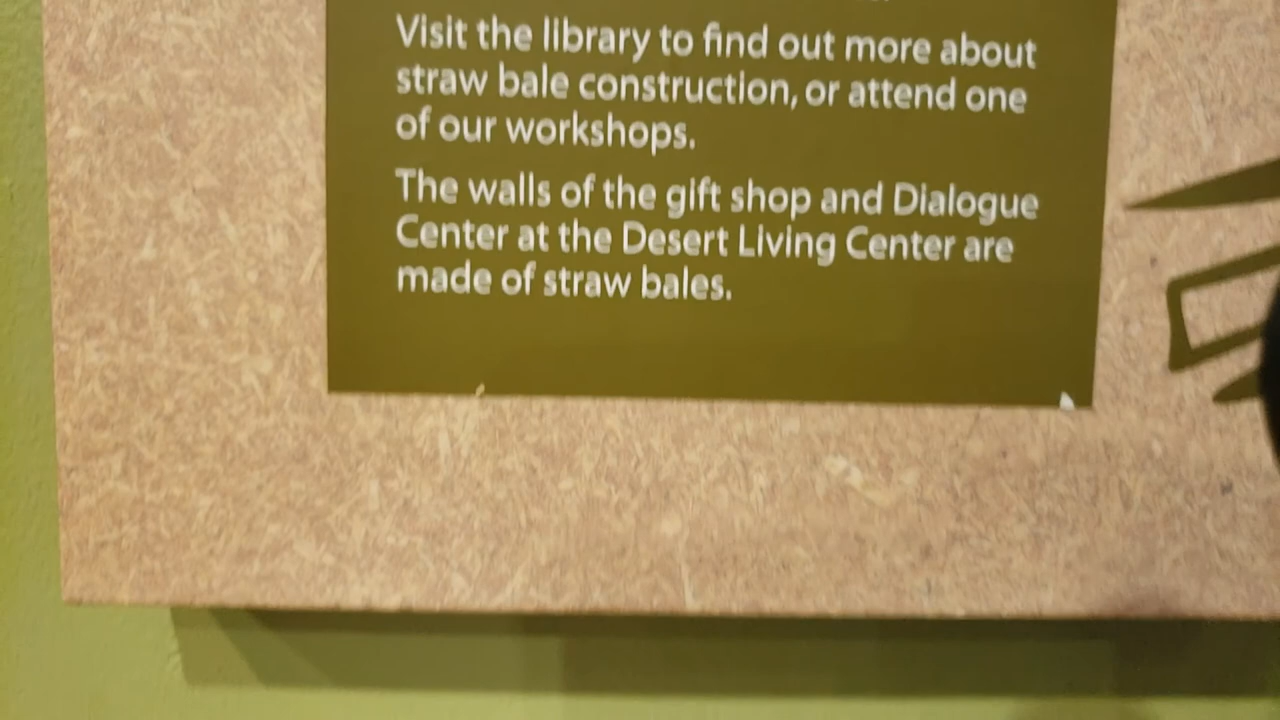 Visit the library to find out more about
straw bale construction, or attend one
of our workshops.
The walls of the gift shop and Dialogue
Center at the Desert Living Center are
made of straw bales.